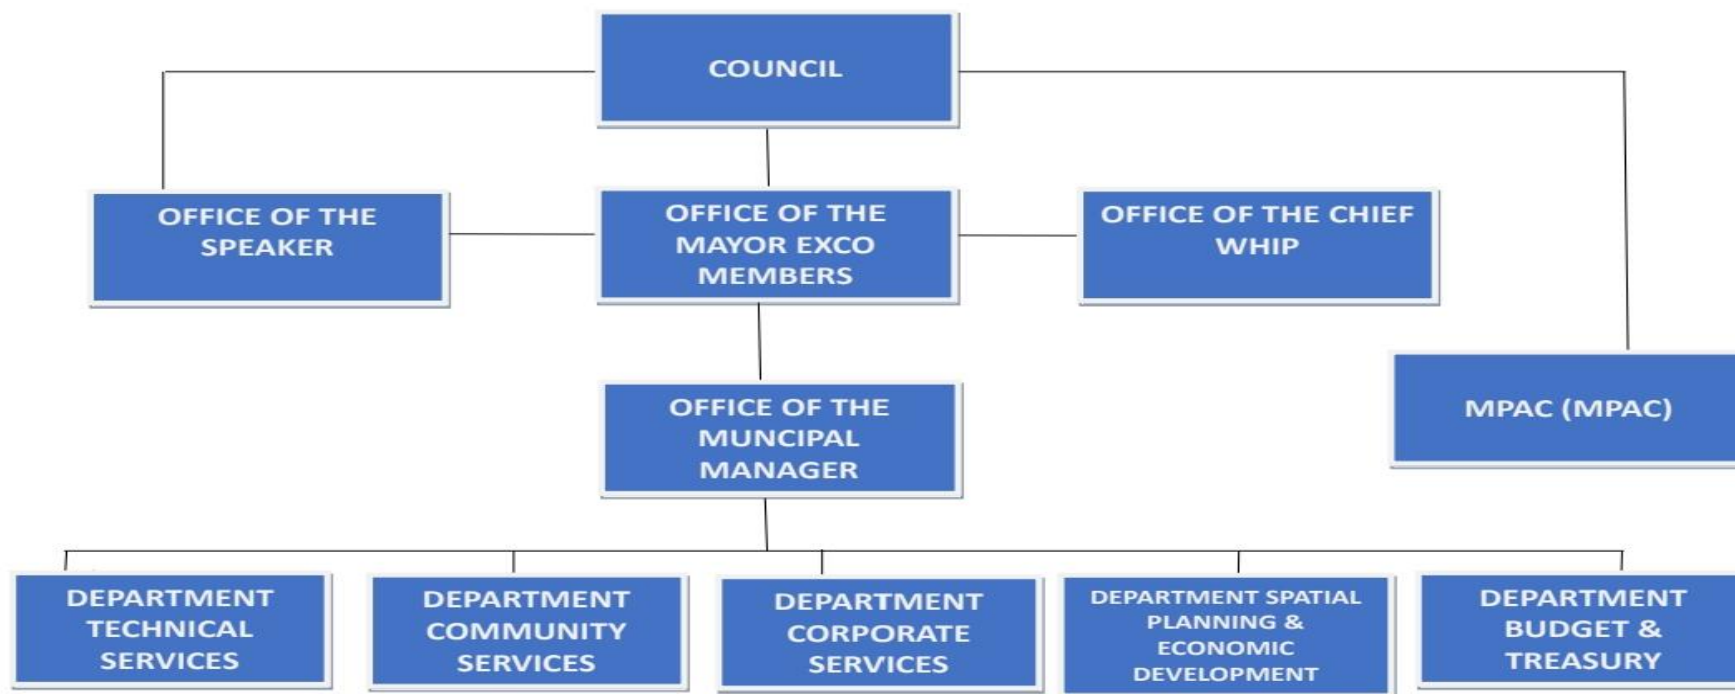 COUNCIL
OFFICE OF THE
SPEAKER
OFFICE OF THE
MAYOR EXCO
MEMBERS
OFFICE OF THE CHIEF
WHIP
OFFICE OF THE
MUNCIPAL
MANAGER
MPAC (MPAC)
DEPARTMENT
TECHNICAL
SERVICES
DEPARTMENT
COMMUNITY
SERVICES
DEPARTMENT
CORPORATE
SERVICES
DEPARTMENT SPATIAL
PLANNING &
ECONOMIC
DEVELOPMENT
DEPARTMENT
BUDGET &
TREASURY